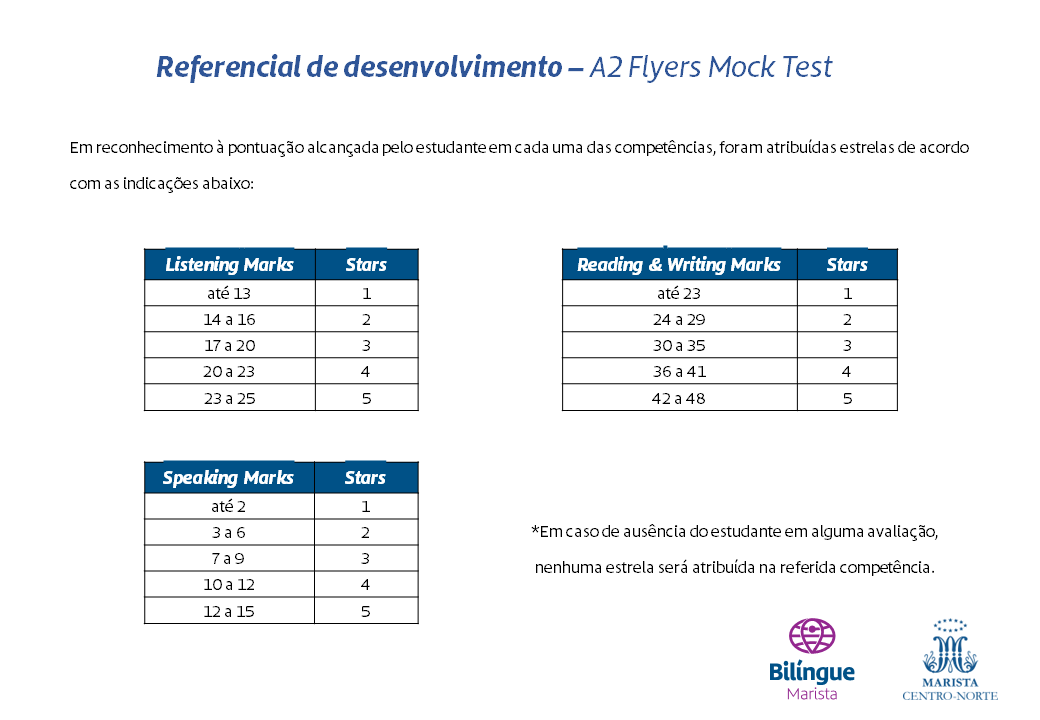 Referencial de desenvolvimento – A2 Flyers Mock Test
Em reconhecimento à pontuação alcançada pelo estudante em cada uma das competências, foram atribuídas estrelas de acordo
com as indicações abaixo:
Listening Marks Stars
até 13 1
14 a 16 2
17 a 20 3
20 a 23 4
23 a 25 5
Reading & Writing Marks Stars
até 23 1
24 a 29 2
30 a 35 3
36 a 41 4
42 a 48 5
Speaking Marks Stars
até 2 1
3 a 6 2
7 a 9 3
10 a 12 4
12 a 15 5
*Em caso de ausência do estudante em alguma avaliação,
nenhuma estrela será atribuída na referida competência.
Bilíngue
Marista
MARISTA
CENTRO-NORTE